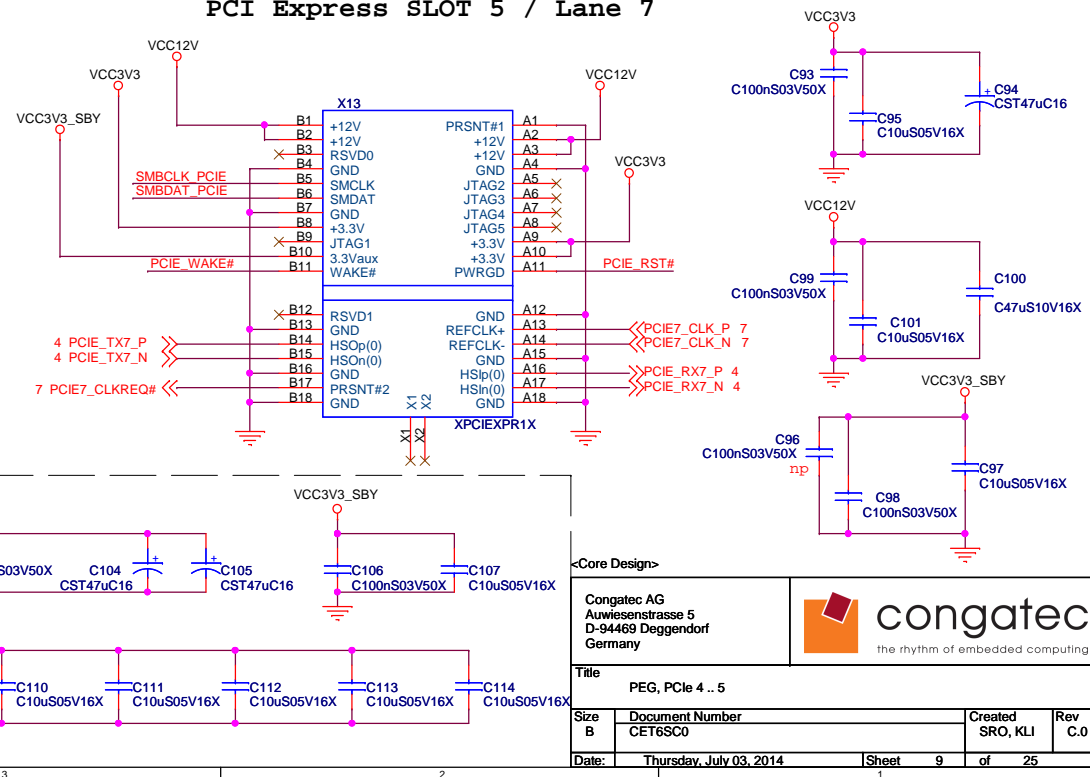 PCI Express SLOT 5 / Lane 7
VCC12V
VCC3V3
VCC3V3_SBY
SMBCLK_PCIE
SMBDAT_PCIE
PCIE_WAKE#
4 PCIE_TX7_P
4 PCIE_TX7_N
7 PCIE7_CLKREQ#
X13
B1 +12V
B2 +12V
B3 RSVD0
B4 GND
B5 SMCLK
B6 SMDAT
B7 GND
B8 +3.3V
B9 JTAG1
B10 3.3Vaux
B11 WAKE#
B12 RSVD1
B13 GND
B14 HSOp(0)
B15 HSOn(0)
B16 GND
B17 PRSNT#2
B18 GND
PRSNT#1 A1
+12V A2
+12V A3
GND A4
JTAG2 A5
JTAG3 A6
JTAG4 A7
JTAG5 A8
+3.3V A9
+3.3V A10
PWRGD A11
GND A12
REFCLK+ A13
REFCLK- A14
GND A15
HSIp(0) A16
HSIn(0) A17
GND A18
X1 X2
X1 X2
XPCIEXPR1X
VCC12V
VCC3V3
PCIE_RST#
PCIE7_CLK_P 7
PCIE7_CLK_N 7
PCIE_RX7_P 4
PCIE_RX7_N 4
VCC3V3
C93
C100nS03V50X
C95
C10uS05V16X
+ C94
CST47uC16
VCC12V
C99
C100nS03V50X
C101
C10uS05V16X
C100
C47uS10V16X
VCC3V3_SBY
C96
C100nS03V50X
np
C98
C100nS03V50X
C97
C10uS05V16X
S03V50X
+
C104
CST47uC16
+
C105
CST47uC16
VCC3V3_SBY
C106
C100nS03V50X
C107
C10uS05V16X
C110
C10uS05V16X
C111
C10uS05V16X
C112
C10uS05V16X
C113
C10uS05V16X
C114
C10uS05V16X
<Core Design>
Congatec AG
Auwiesenstrasse 5
D-94469 Deggendorf
Germany
congatec
the rhythm of embedded computing
Title
PEG, PCIe 4 .. 5
Size
B
Document Number
CET6SC0
Created
SRO, KLI
Rev
C.0
Date: Thursday, July 03, 2014 Sheet 9 of 25
3 2 1